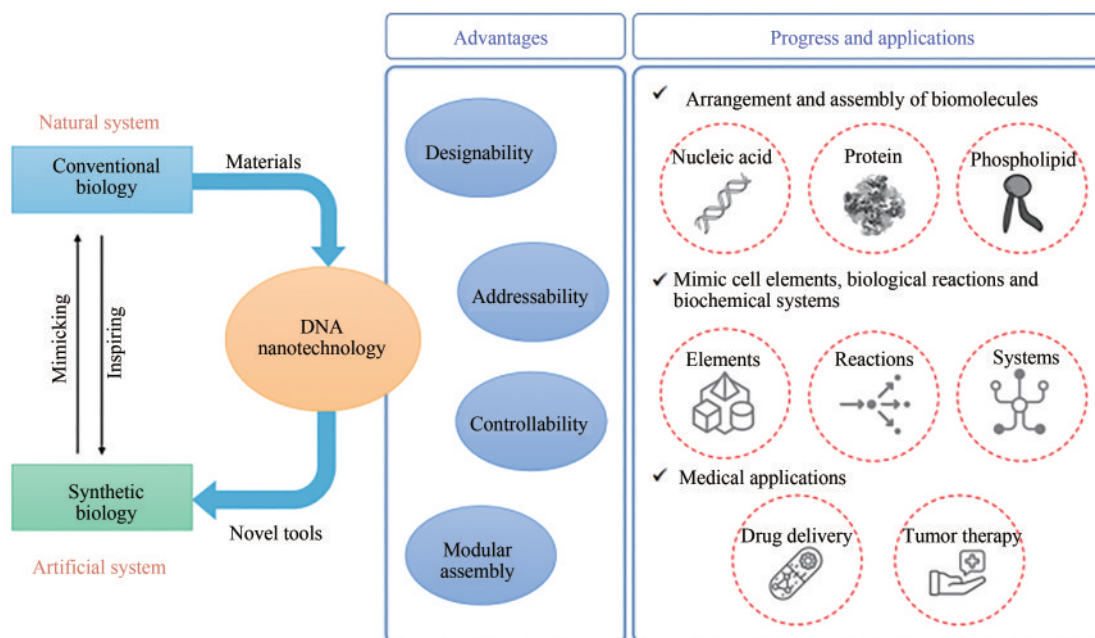 Advantages
Progress and applications
Natural system
Conventional
biology
Materials
Mimicking
Inspiring
DNA
nanotechnology
Synthetic
biology
Novel tools
Artificial system
Designability
Addressability
Controllability
Modular
assembly
✓ Arrangement and assembly of biomolecules
Nucleic acid
Protein
Phospholipid
✓ Mimic cell elements, biological reactions and
biochemical systems
Elements
Reactions
Systems
✓ Medical applications
Drug delivery
Tumor therapy